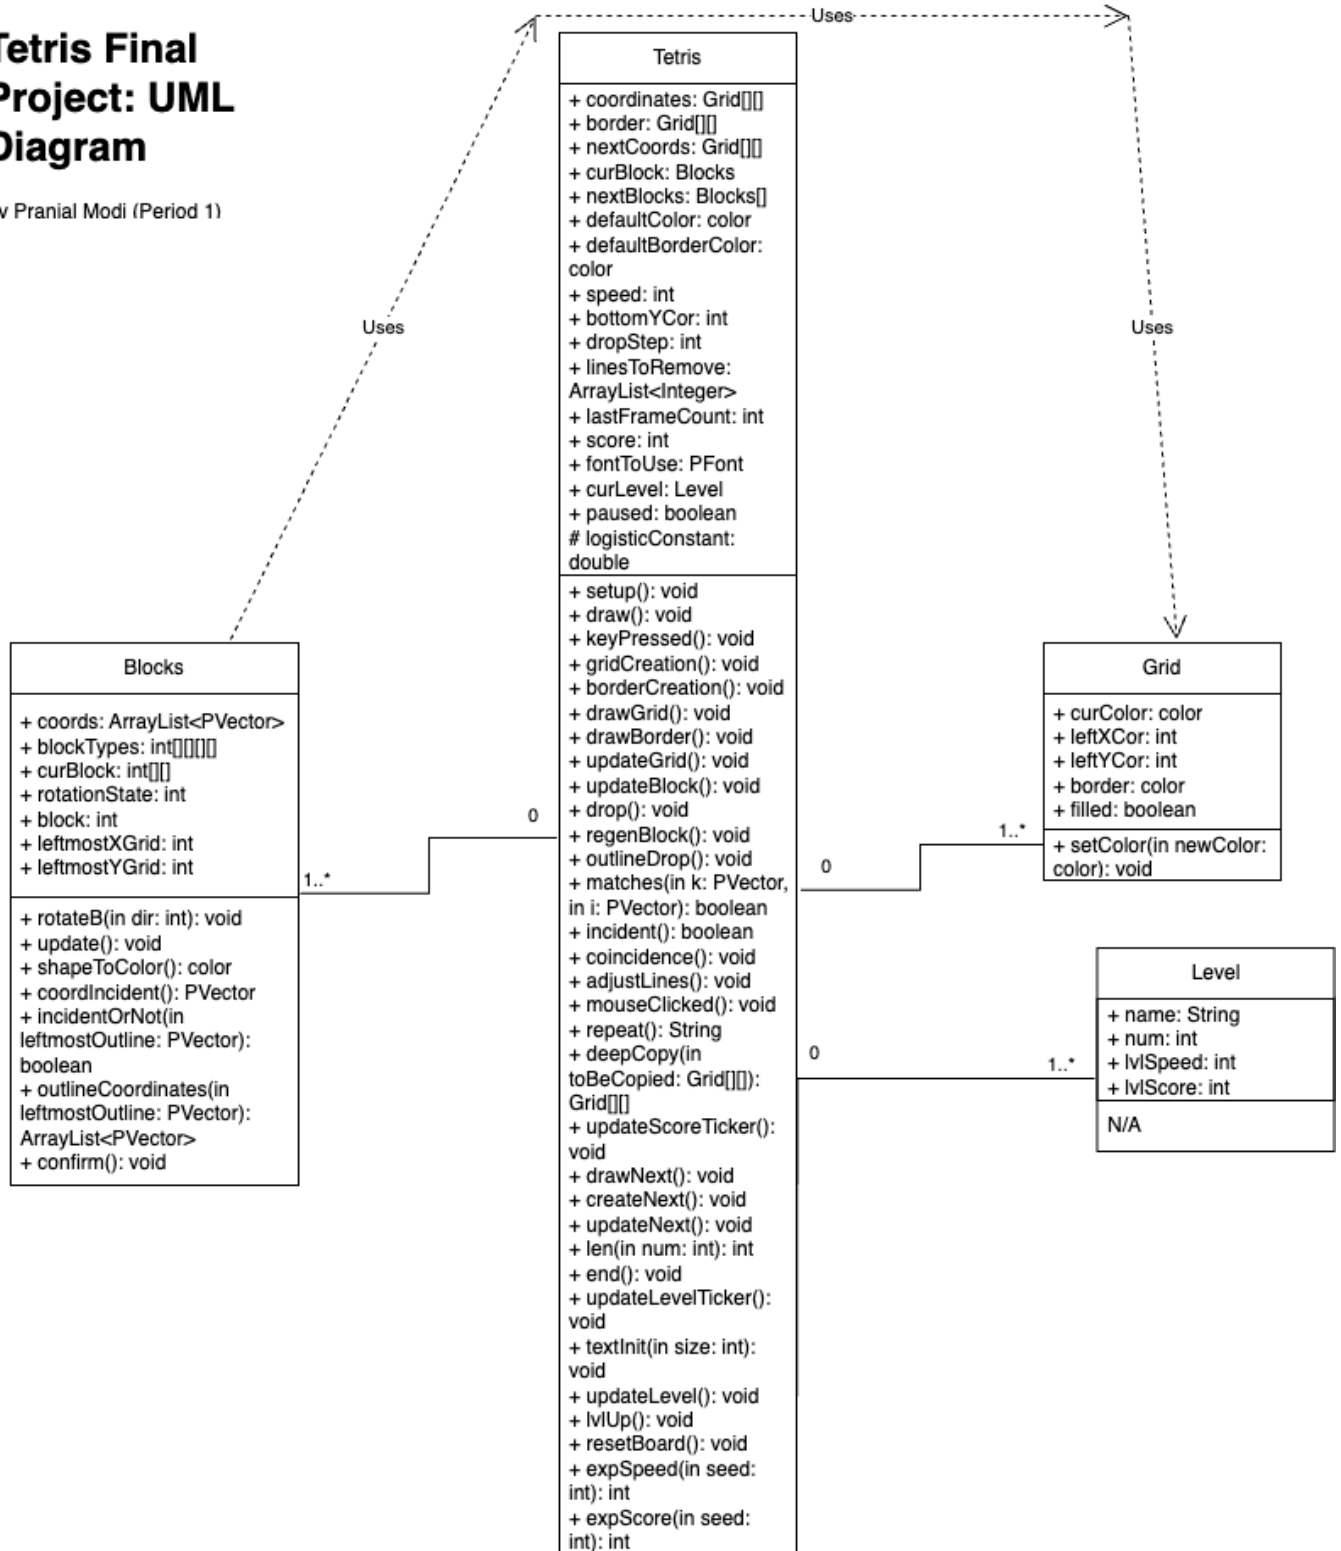 Tetris Final
Project: UML
Diagram
Pranial Modi (Period 1)
Uses
Uses
Uses
Tetris
+ coordinates: Grid[][]
+ border: Grid[][]
+ nextCoords: Grid[][]
+ curBlock: Blocks
+ nextBlocks: Blocks[]
+ defaultColor: color
+ defaultBorderColor:
color
+ speed: int
+ bottomYCor: int
+ dropStep: int
+ linesToRemove:
ArrayList<Integer>
+ lastFrameCount: int
+ score: int
+ fontToUse: PFont
+ curLevel: Level
+ paused: boolean
# logisticConstant:
double
+ setup(): void
+ draw(): void
+ keyPressed(): void
+ gridCreation(): void
+ borderCreation(): void
+ drawGrid(): void
+ drawBorder(): void
+ updateGrid(): void
+ updateBlock(): void
+ drop(): void
+ regenBlock(): void
+ outlineDrop(): void
+ matches(in k: PVector,
in i: PVector): boolean
+ incident(): boolean
+ coincidence(): void
+ adjustLines(): void
+ mouseClicked(): void
+ repeat(): String
+ deepCopy(in
toBeCopied: Grid[][]):
Grid[][]
+ updateScoreTicker():
void
+ drawNext(): void
+ createNext(): void
+ updateNext(): void
+ len(in num: int): int
+ end(): void
+ updateLevelTicker():
void
+ textInit(in size: int):
void
+ updateLevel(): void
+ lvlUp(): void
+ resetBoard(): void
+ expSpeed(in seed:
int): int
+ expScore(in seed:
int): int
Blocks
+ coords: ArrayList<PVector>
+ blockTypes: int[][][][]
+ curBlock: int[][]
+ rotationState: int
+ block: int
+ leftmostXGrid: int
+ leftmostYGrid: int
+ rotateB(in dir: int): void
+ update(): void
+ shapeToColor(): color
+ coordIncident(): PVector
+ incidentOrNot(in
leftmostOutline: PVector):
boolean
+ outlineCoordinates(in
leftmostOutline: PVector):
ArrayList<PVector>
+ confirm(): void
1..*
0
Grid
+ curColor: color
+ leftXCor: int
+ leftYCor: int
+ border: color
+ filled: boolean
+ setColor(in newColor:
color): void
0
1..*
Level
+ name: String
+ num: int
+ lvlSpeed: int
+ lvlScore: int
N/A
0
1..*